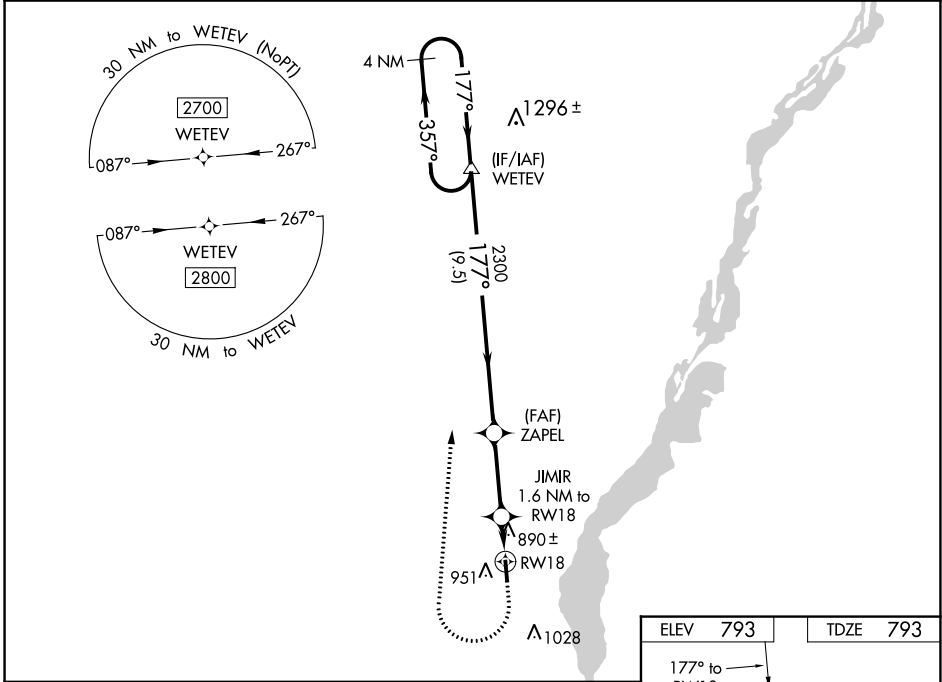 30 NM to WETEV (NoPT)
2700
WETEV
087°
267°
087°
267°
WETEV
2800
30 NM to WETEV
4 NM
177°
357°
1296 ±
(IF/IAF)
WETEV
2300
177°
(9.5)
(FAF)
ZAPEL
JIMIR
1.6 NM to
RW18
890 ±
RW18
951
1028
ELEV 793
TDZE 793
177° to